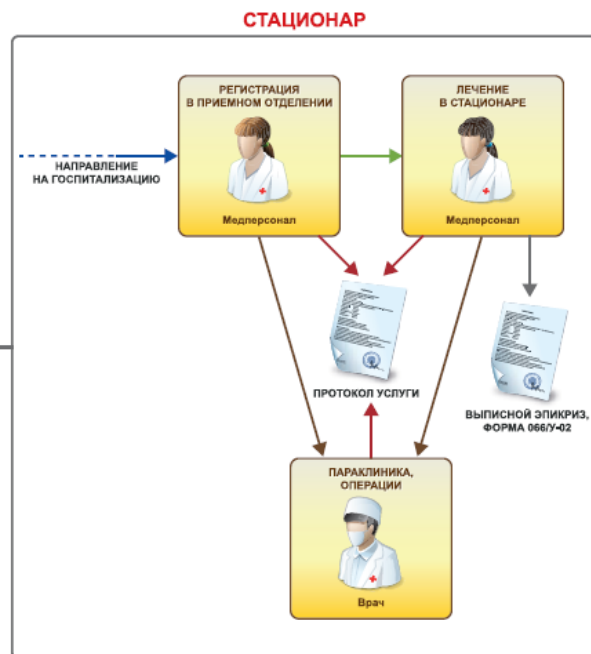 СТАЦИОНАР
РЕГИСТРАЦИЯ
В ПРИЕМНОМ ОТДЕЛЕНИИ
Медперсонал
ЛЕЧЕНИЕ
В СТАЦИОНАРЕ
Медперсонал
НАПРАВЛЕНИЕ
НА ГОСПИТАЛИЗАЦИЮ
ПРОТОКОЛ УСЛУГИ
ВЫПИСНОЙ ЭПИКРИЗ,
ФОРМА 066/У-02
ПАРАКЛИНИКА,
ОПЕРАЦИИ
Врач